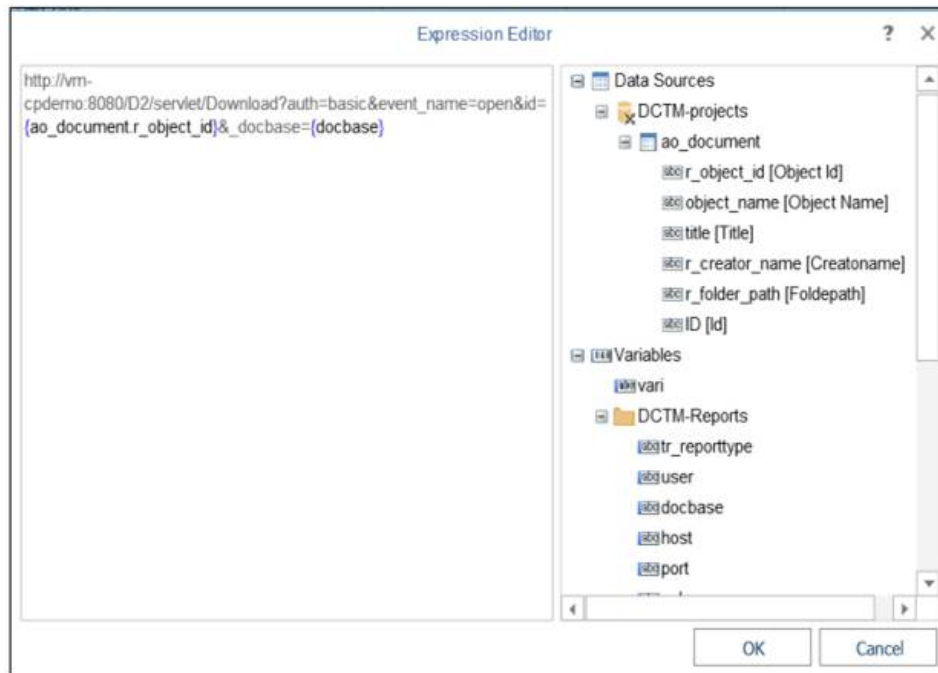 Expression Editor
?
http://vm-
cpdemo:8080/D2/servlet/Download?auth=basic&event_name=open&id=
{ao_document.r_object_id}&_docbase={docbase}
Data Sources
DCTM-projects
ao_document
r_object_id [Object Id]
object_name [Object Name]
title [Title]
r_creator_name [Creatoname]
r_folder_path [Foldepath]
ID [Id]
Variables
vari
DCTM-Reports
tr_reporttype
user
docbase
host
port
OK
Cancel